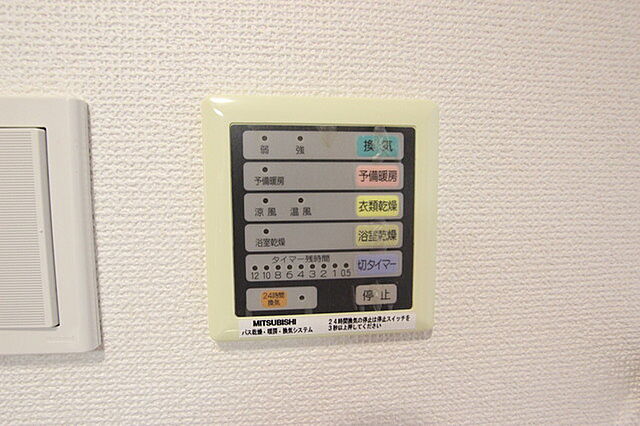 弱 強 換気
予備暖房 予備暖房
涼風 温風 衣類乾燥
浴室乾燥 浴室乾燥
タイマー残時間
12 10 8 6 4 3 2 1 0.5 切タイマー
24時間
換気 停止
MITSUBISHI
バス乾燥・暖房・換気システム
24時間換気の停止は停止スイッチを
3秒以上押してください